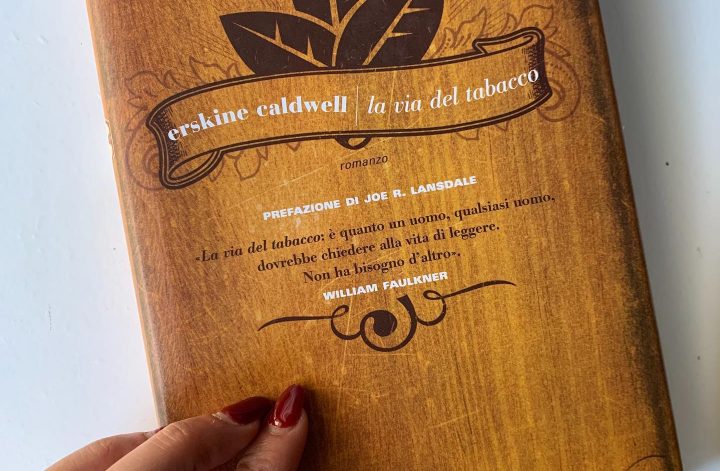 erskine caldwell | la via del tabacco
romanzo
PREFAZIONE DI JOE R. LANSDALE
«La via del tabacco: è quanto un uomo, qualsiasi uomo,
dovrebbe chiedere alla vita di leggere.
Non ha bisogno d'altro».
WILLIAM FAULKNER